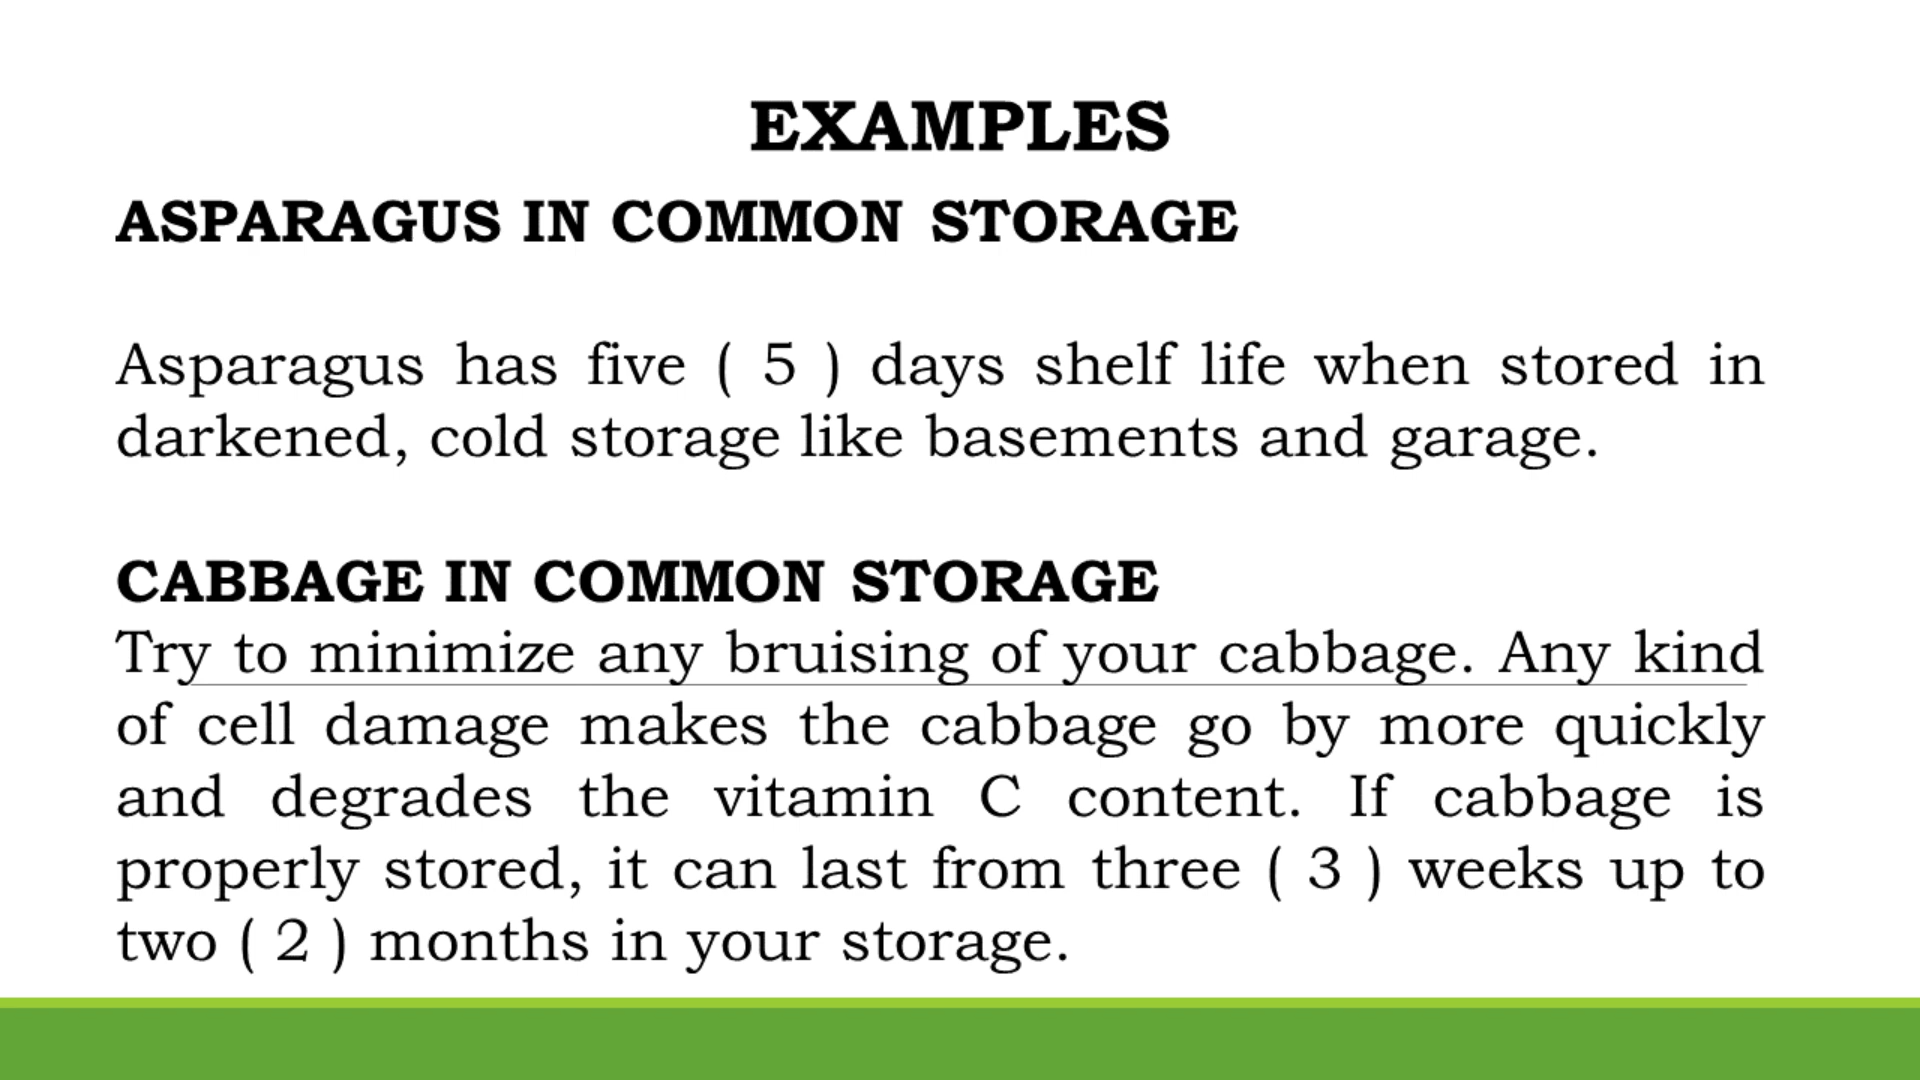 EXAMPLES
ASPARAGUS IN COMMON STORAGE
Asparagus has five ( 5 ) days shelf life when stored in
darkened, cold storage like basements and garage.
CABBAGE IN COMMON STORAGE
Try to minimize any bruising of your cabbage. Any kind
of cell damage makes the cabbage go by more quickly
and degrades the vitamin C content. If cabbage is
properly stored, it can last from three ( 3 ) weeks up to
two ( 2 ) months in your storage.